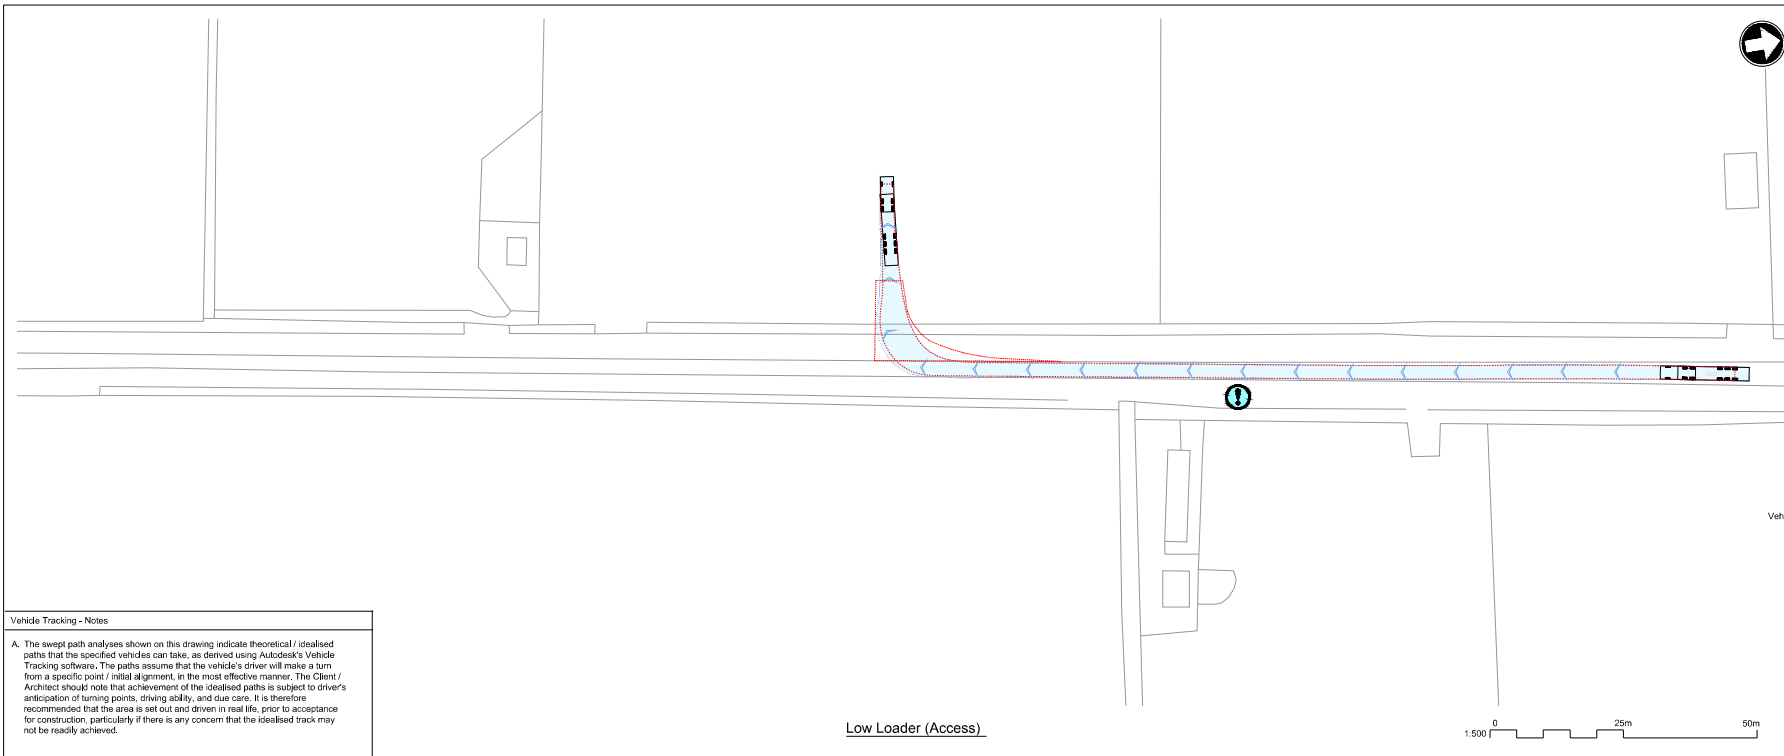 Veh
Vehicle Tracking - Notes
A. The swept path analyses shown on this drawing indicate theoretical / idealised
paths that the specified vehicles can take, as derived using Autodesk's Vehicle
Tracking software. The paths assume that the vehicle's driver will make a turn
from a specific point / initial alignment, in the most effective manner. The Client /
Architect should note that achievement of the idealised paths is subject to driver's
anticipation of turning points, driving ability, and due care. It is therefore
recommended that the area is set out and driven in real life, prior to acceptance
for construction, particularly if there is any concern that the idealised track may
not be readily achieved.
Low Loader (Access)
0 25m 50m
1:500